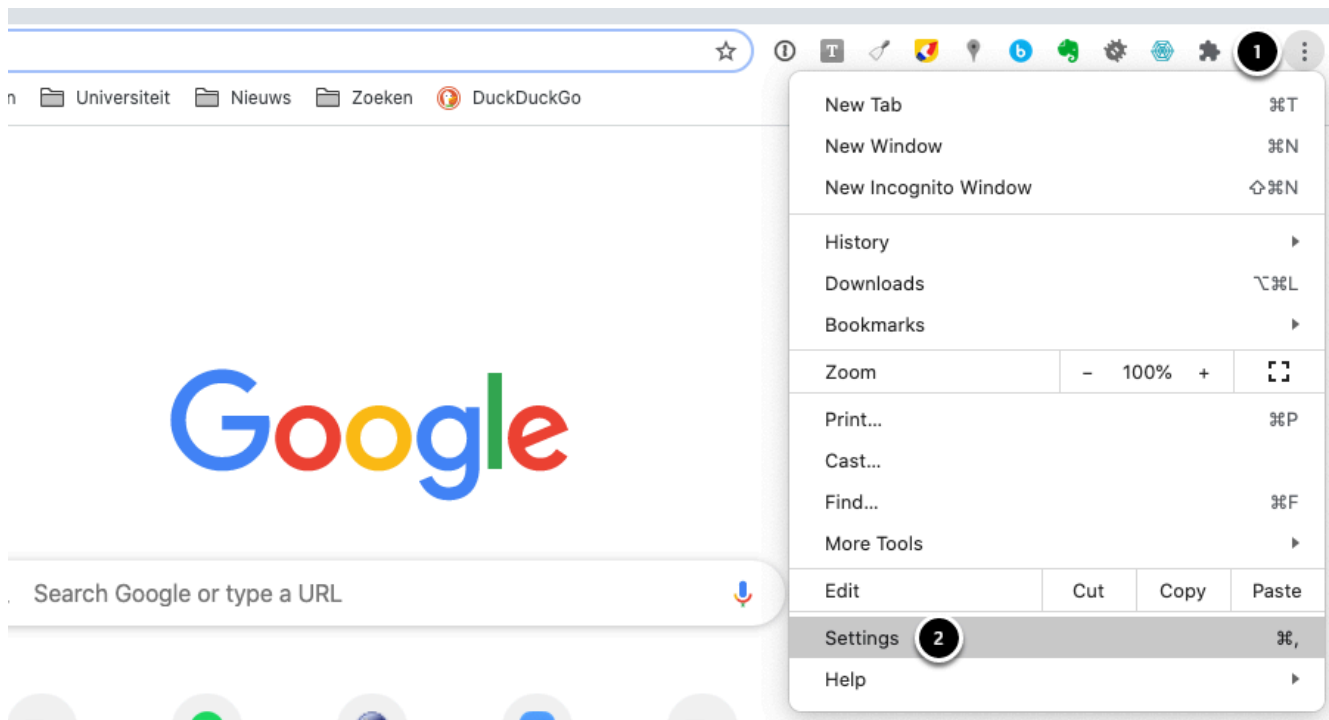 T b 1
n Universiteit Nieuws Zoeken DuckDuckGo
New Tab ⌘T
New Window ⌘N
New Incognito Window ⇧⌘N
History
Downloads ⌥⌘L
Bookmarks
Zoom - 100% +
Print... ⌘P
Cast...
Find... ⌘F
More Tools
Edit Cut Copy Paste
Settings 2 ⌘,
Help
Google
Search Google or type a URL